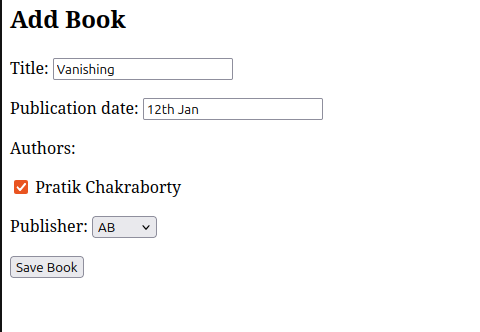 Add Book
Title: Vanishing
Publication date: 12th Jan
Authors:
Pratik Chakraborty
Publisher: AB
Save Book